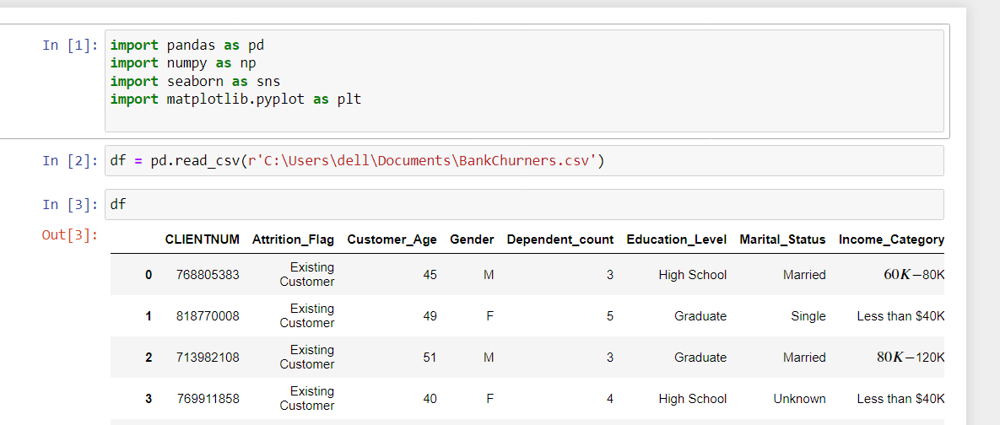 In [1]: import pandas as pd
import numpy as np
import seaborn as sns
import matplotlib.pyplot as plt
In [2]: df = pd.read_csv(r'C:\Users\dell\Documents\BankChurners.csv')
In [3]: df
Out[3]:
CLIENTNUM Attrition_Flag Customer_Age Gender Dependent_count Education_Level Marital_Status Income_Category
0 768805383 Existing Customer 45 M 3 High School Married 60K−80K
1 818770008 Existing Customer 49 F 5 Graduate Single Less than $40K
2 713982108 Existing Customer 51 M 3 Graduate Married 80K−120K
3 769911858 Existing Customer 40 F 4 High School Unknown Less than $40K